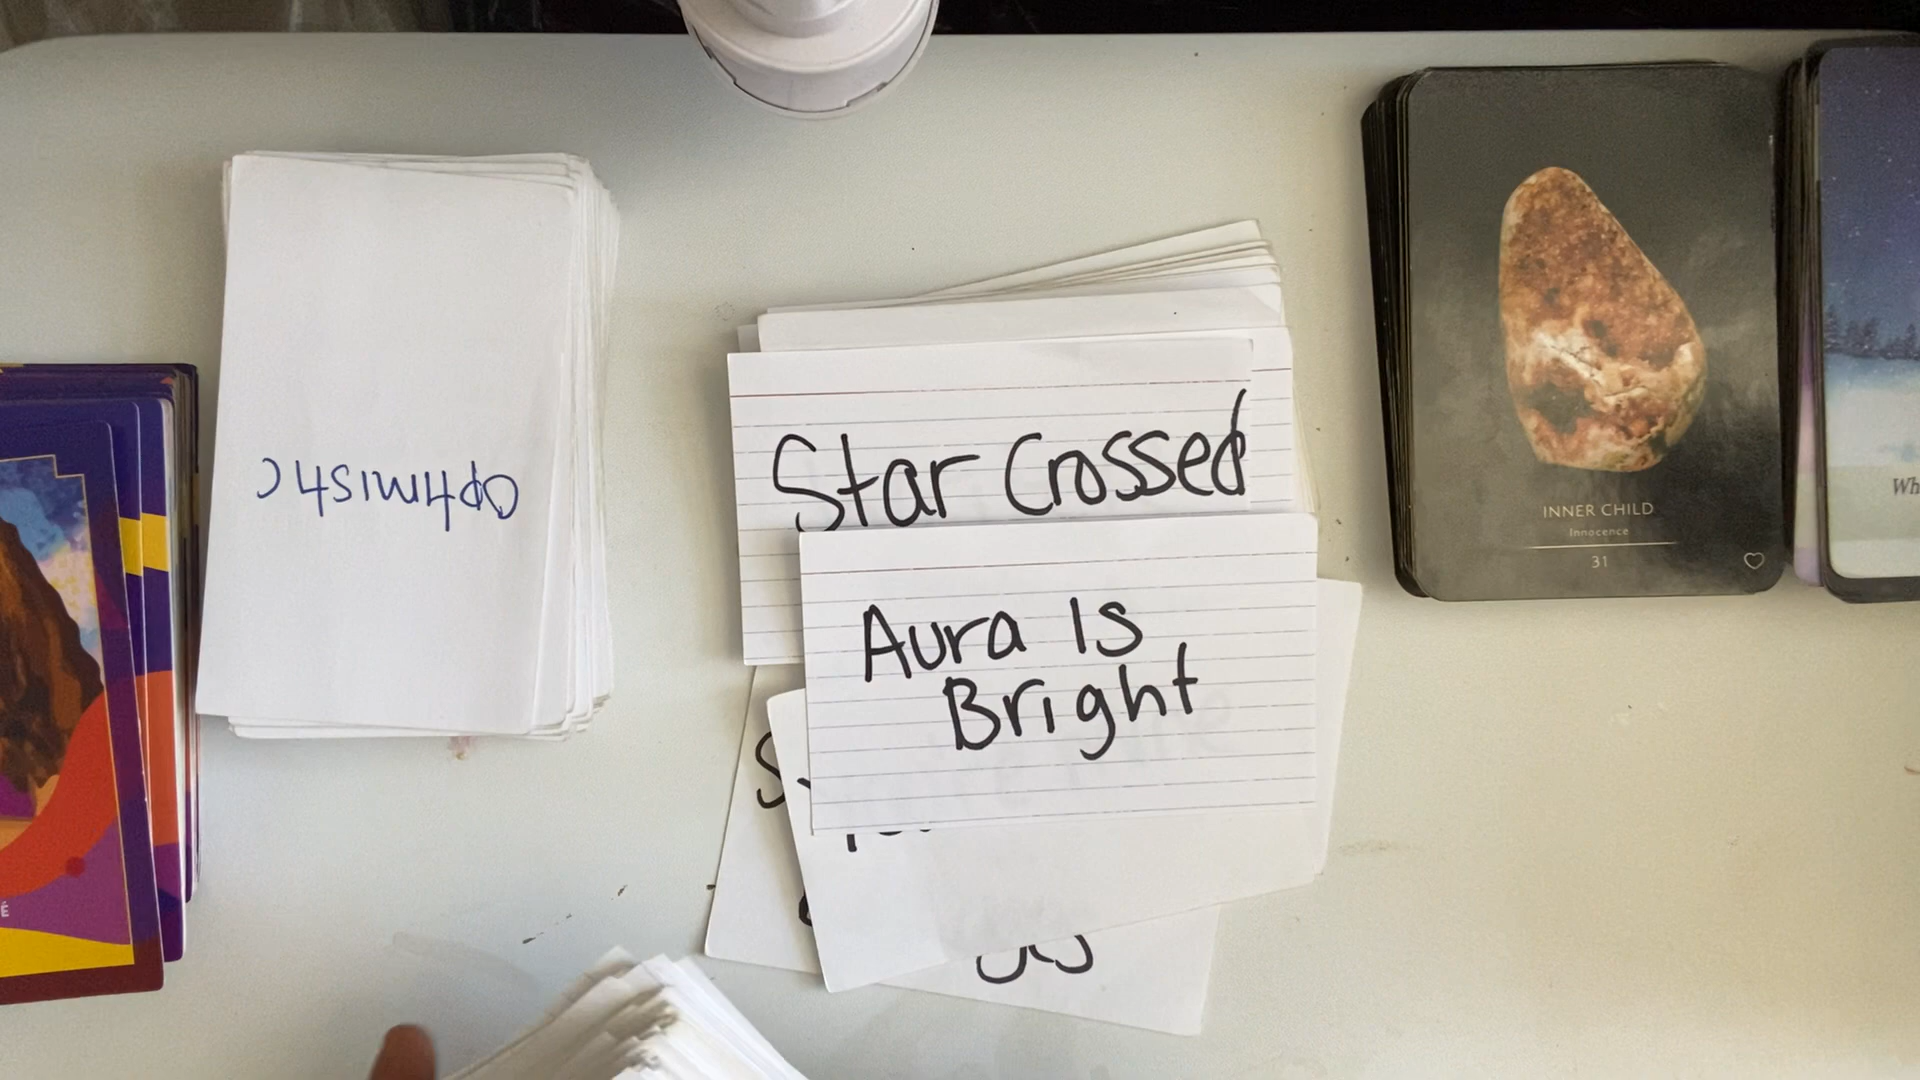 Optimistic
Star Crossed
Aura Is
Bright
INNER CHILD
Innocence
31